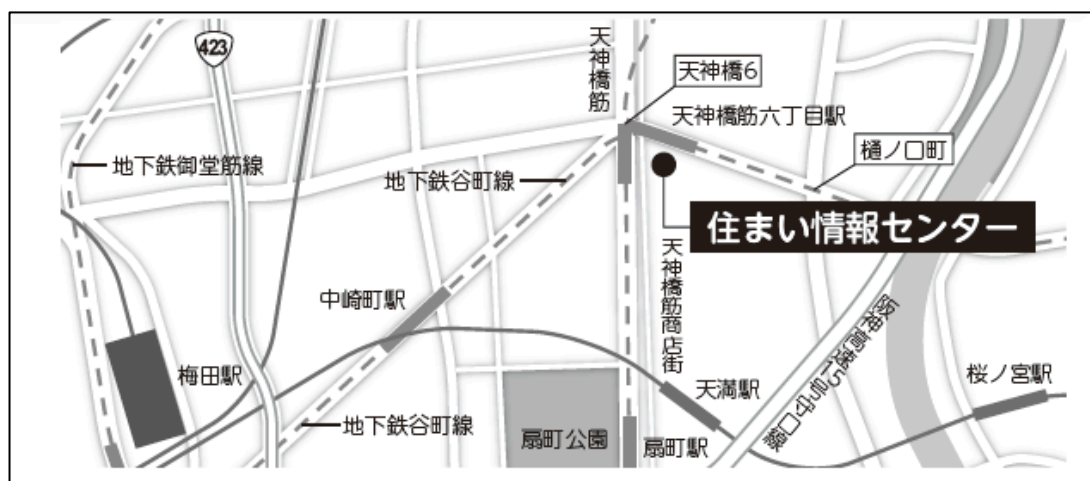 423
天神橋筋
天神橋6
天神橋筋六丁目駅
樋ノ口町
地下鉄御堂筋線
地下鉄谷町線
住まい情報センター
天神橋筋商店街
中崎町駅
阪神高速12号守口線
梅田駅
天満駅
桜ノ宮駅
地下鉄谷町線
扇町公園
扇町駅